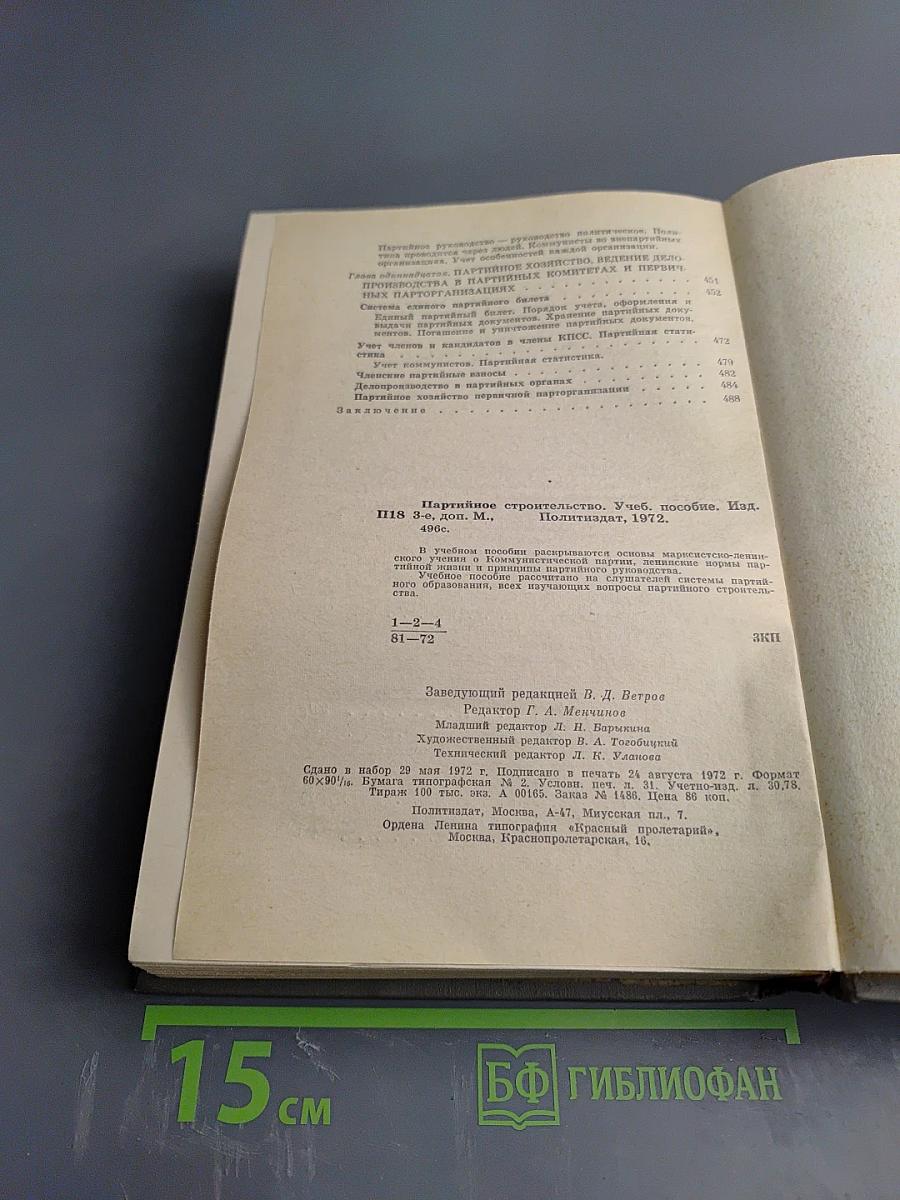 Партийное руководство — руководство политическое. Поли-
тика проводится через людей. Коммунисты во внепартийных
организациях. Учет особенностей каждой организации.
Глава одиннадцатая. ПАРТИЙНОЕ ХОЗЯЙСТВО, ВЕДЕНИЕ ДЕЛО-
ПРОИЗВОДСТВА В ПАРТИЙНЫХ КОМИТЕТАХ И ПЕРВИЧ-
НЫХ ПАРТОРГАНИЗАЦИЯХ . . . . . . . . . . . . 451
Система единого партийного билета . . . . . . . . . . 452
Единый партийный билет. Порядок учета, оформления и
выдачи партийных документов. Хранение партийных доку-
ментов. Погашение и уничтожение партийных документов.
Учет членов и кандидатов в члены КПСС. Партийная стати-
стика . . . . . . . . . . . . . . . . . . . . 472
Учет коммунистов. Партийная статистика.
Членские партийные взносы . . . . . . . . . . . . 479
Делопроизводство в партийных органах . . . . . . . . 482
Партийное хозяйство первичной парторганизации . . . . . 484
Заключение . . . . . . . . . . . . . . . . . . 488
Партийное строительство. Учеб. пособие. Изд.
П18 3-е, доп. М., Политиздат, 1972.
496с.
В учебном пособии раскрываются основы марксистско-ленин-
ского учения о Коммунистической партии, ленинские нормы пар-
тийной жизни и принципы партийного руководства.
Учебное пособие рассчитано на слушателей системы партий-
ного образования, всех изучающих вопросы партийного строитель-
ства.
1—2—4
81—72 3КП
Заведующий редакцией В. Д. Ветров
Редактор Г. А. Менчинов
Младший редактор Л. Н. Барыкина
Художественный редактор В. А. Тогобицкий
Технический редактор Л. К. Уланова
Сдано в набор 29 мая 1972 г. Подписано в печать 24 августа 1972 г. Формат
60×90¹/₁₆. Бумага типографская № 2. Условн. печ. л. 31. Учетно-изд. л. 30,78.
Тираж 100 тыс. экз. А 00165. Заказ № 1486. Цена 86 коп.
Политиздат, Москва, А-47, Миусская пл., 7.
Ордена Ленина типография «Красный пролетарий».
Москва, Краснопролетарская, 16.
15 см
БФ ГИБЛИОФАН